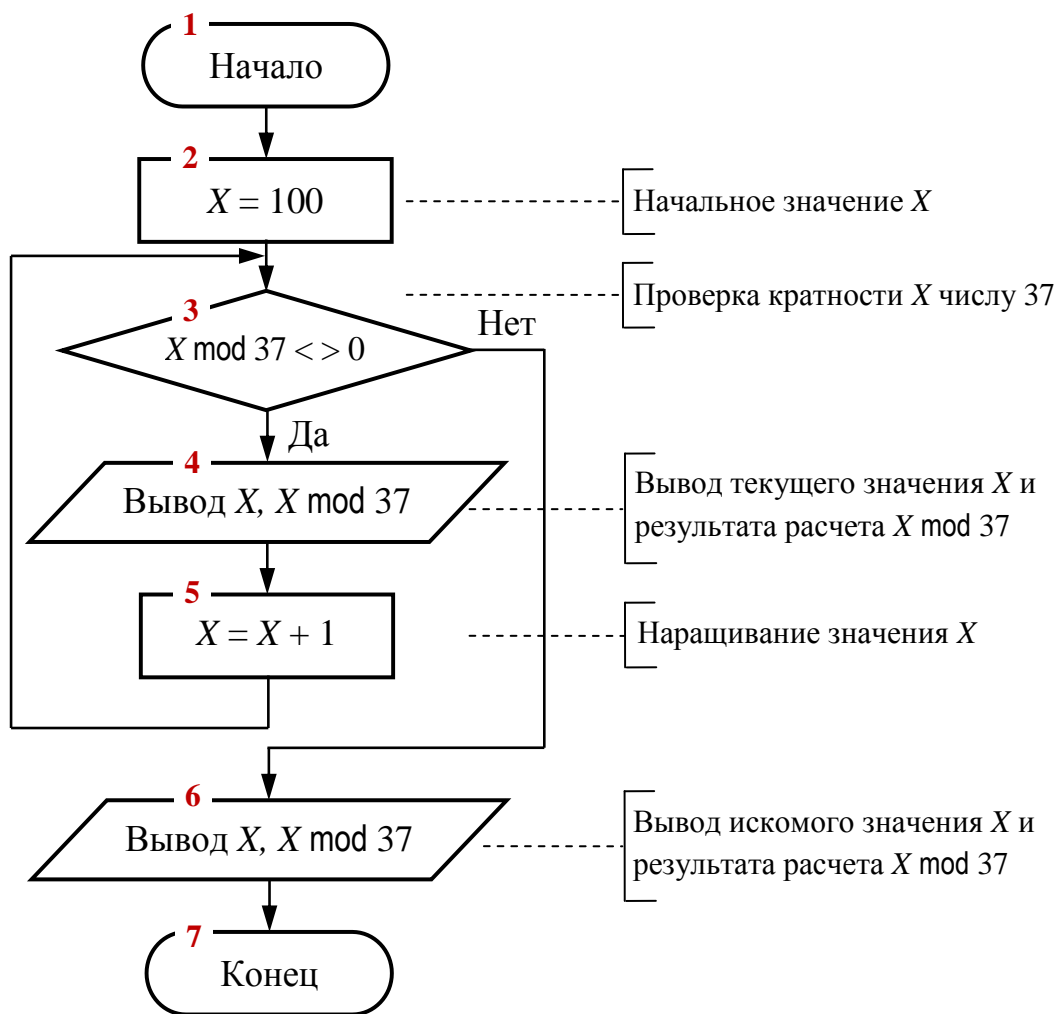 1
Начало
2
X = 100
Начальное значение X
Проверка кратности X числу 37
3
Нет
X mod 37 < > 0
Да
4
Вывод X, X mod 37
Вывод текущего значения X и
результата расчета X mod 37
5
X = X + 1
Наращивание значения X
6
Вывод X, X mod 37
Вывод искомого значения X и
результата расчета X mod 37
7
Конец